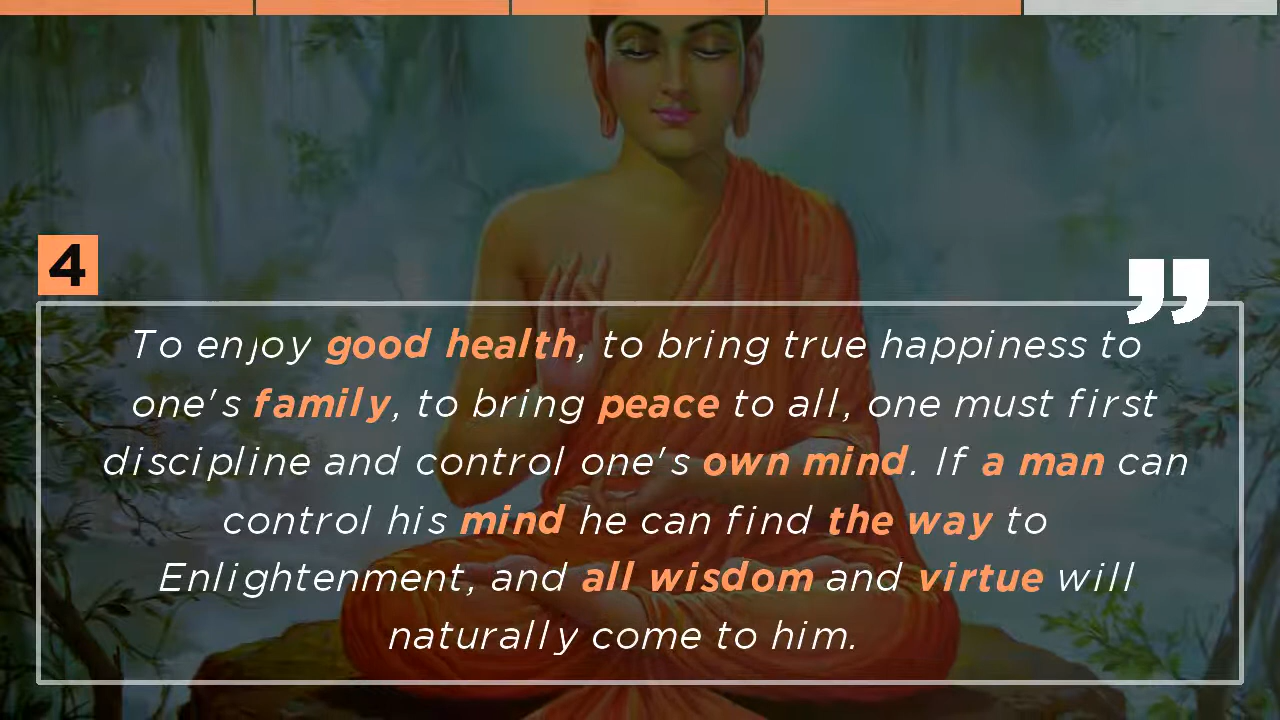 4
”
To enjoy good health, to bring true happiness to
one's family, to bring peace to all, one must first
discipline and control one's own mind. If a man can
control his mind he can find the way to
Enlightenment, and all wisdom and virtue will
naturally come to him.